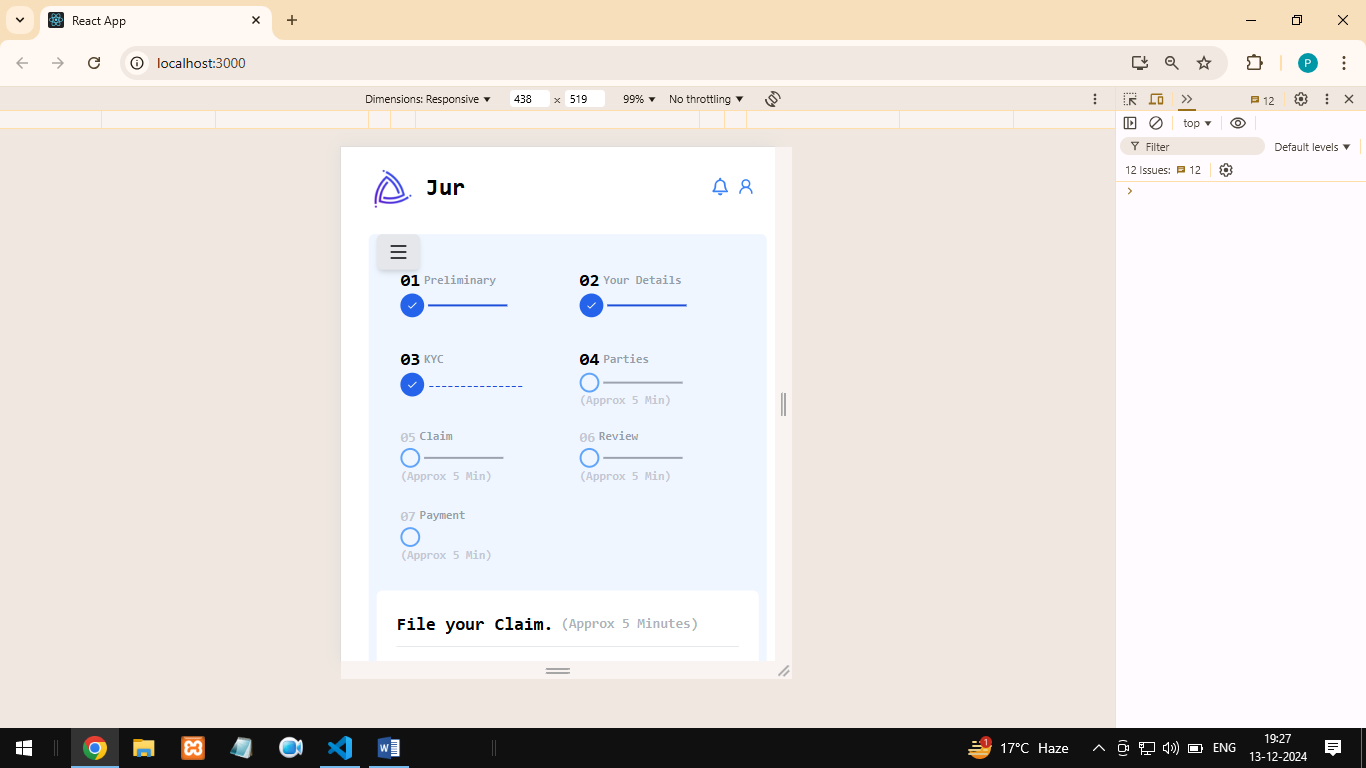 React App
localhost:3000
P
Dimensions: Responsive 438 x 519 99% No throttling
12
top
Filter Default levels
12 Issues: 12
Jur
01 Preliminary 02 Your Details
03 KYC 04 Parties
(Approx 5 Min)
05 Claim 06 Review
(Approx 5 Min) (Approx 5 Min)
07 Payment
(Approx 5 Min)
File your Claim. (Approx 5 Minutes)
1 17°C Haze ENG 19:27
13-12-2024